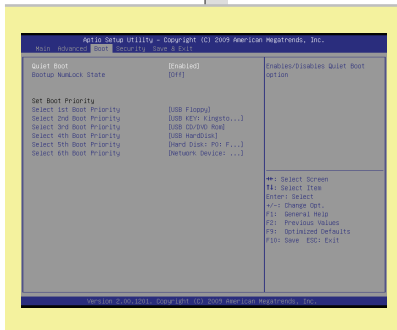 Aptio Setup Utility - Copyright (C) 2009 American Megatrends, Inc.
Main Advanced Boot Security Save & Exit
Quiet Boot [Enabled]
Bootup NumLock State [Off]
Set Boot Priority
Select 1st Boot Priority [USB Floppy]
Select 2nd Boot Priority [USB KEY: Kingsto...]
Select 3rd Boot Priority [USB CD/DVD Rom]
Select 4th Boot Priority [USB HardDisk]
Select 5th Boot Priority [Hard Disk: P0: F...]
Select 6th Boot Priority [Network Device: ...]
Enables/Disables Quiet Boot
option
↔: Select Screen
↑↓: Select Item
Enter: Select
+/-: Change Opt.
F1: General Help
F2: Previous Values
F9: Optimized Defaults
F10: Save ESC: Exit
Version 2.00.1201. Copyright (C) 2009 American Megatrends, Inc.